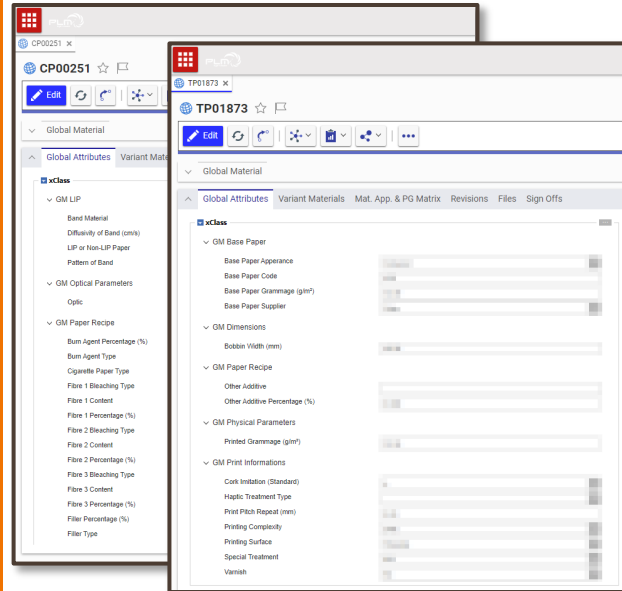 PLM
CP00251 ×
CP00251
Edit
Global Material
Global Attributes Variant Mate
xClass
GM LIP
Band Material
Diffusivity of Band (cm/s)
LIP or Non-LIP Paper
Pattern of Band
GM Optical Parameters
Optic
GM Paper Recipe
Burn Agent Percentage (%)
Burn Agent Type
Cigarette Paper Type
Fibre 1 Bleaching Type
Fibre 1 Content
Fibre 1 Percentage (%)
Fibre 2 Bleaching Type
Fibre 2 Content
Fibre 2 Percentage (%)
Fibre 3 Bleaching Type
Fibre 3 Content
Fibre 3 Percentage (%)
Filler Percentage (%)
Filler Type
PLM
TP01873 ×
TP01873
Edit
Global Material
Global Attributes Variant Materials Mat. App. & PG Matrix Revisions Files Sign Offs
xClass
GM Base Paper
Base Paper Apperance
Base Paper Code
Base Paper Grammage (g/m²)
Base Paper Supplier
GM Dimensions
Bobbin Width (mm)
GM Paper Recipe
Other Additive
Other Additive Percentage (%)
GM Physical Parameters
Printed Grammage (g/m²)
GM Print Informations
Cork Imitation (Standard)
Haptic Treatment Type
Print Pitch Repeat (mm)
Printing Complexity
Printing Surface
Special Treatment
Varnish